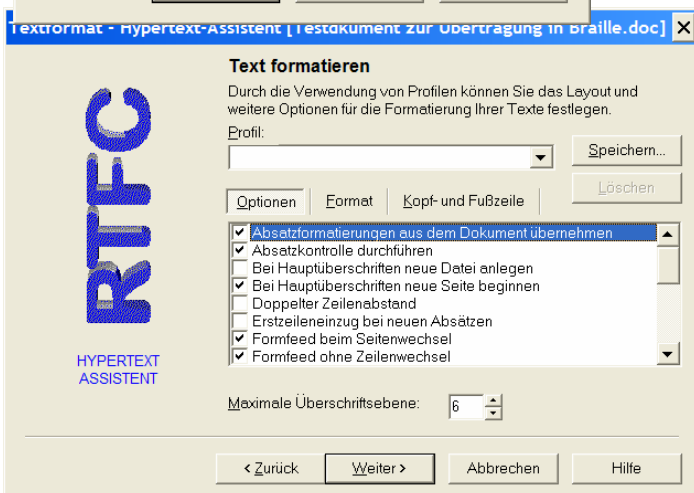 Textformat - Hypertext-Assistent [Testdkument zur Übertragung in Braille.doc]
Text formatieren
Durch die Verwendung von Profilen können Sie das Layout und
weitere Optionen für die Formatierung Ihrer Texte festlegen.
Profil:
Speichern...
Löschen
Optionen
Format
Kopf- und Fußzeile
Absatzformatierungen aus dem Dokument übernehmen
Absatzkontrolle durchführen
Bei Hauptüberschriften neue Datei anlegen
Bei Hauptüberschriften neue Seite beginnen
Doppelter Zeilenabstand
Erstzeileneinzug bei neuen Absätzen
Formfeed beim Seitenwechsel
Formfeed ohne Zeilenwechsel
RTFC
HYPERTEXT
ASSISTENT
Maximale Überschriftsebene: 6
< Zurück
Weiter >
Abbrechen
Hilfe